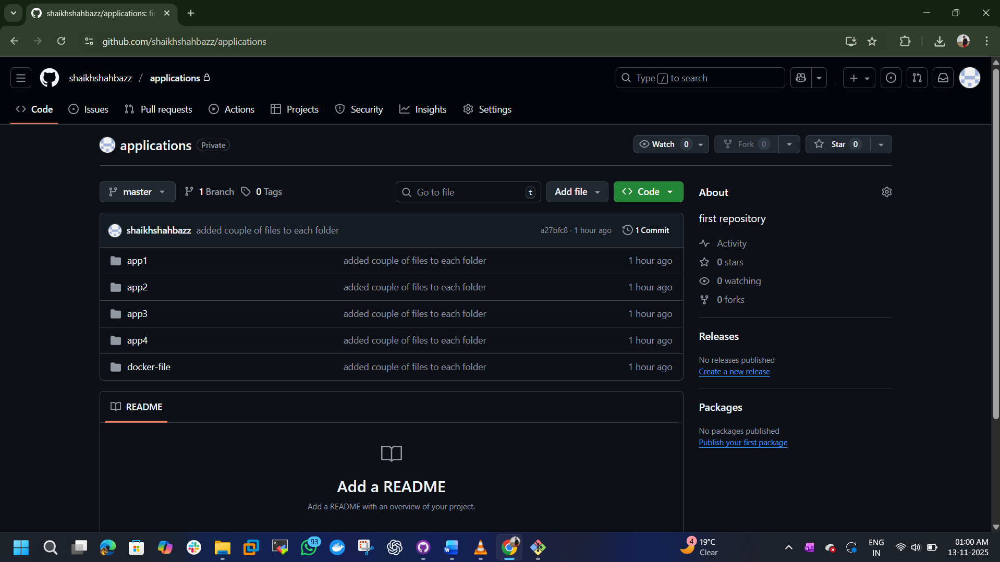 shaikhshahbazz/applications: fir
github.com/shaikhshahbazz/applications
shaikhshahbazz / applications
Type / to search
Code
Issues
Pull requests
Actions
Projects
Security
Insights
Settings
applications Private
Watch 0
Fork 0
Star 0
master
1 Branch
0 Tags
Go to file t
Add file
Code
About
first repository
shaikhshahbazz added couple of files to each folder
a27bfc8 · 1 hour ago
1 Commit
app1 added couple of files to each folder 1 hour ago
app2 added couple of files to each folder 1 hour ago
app3 added couple of files to each folder 1 hour ago
app4 added couple of files to each folder 1 hour ago
docker-file added couple of files to each folder 1 hour ago
Activity
0 stars
0 watching
0 forks
Releases
No releases published
Create a new release
Packages
No packages published
Publish your first package
README
Add a README
Add a README with an overview of your project.
93
4
19°C
Clear
ENG
IN
01:00 AM
13-11-2025